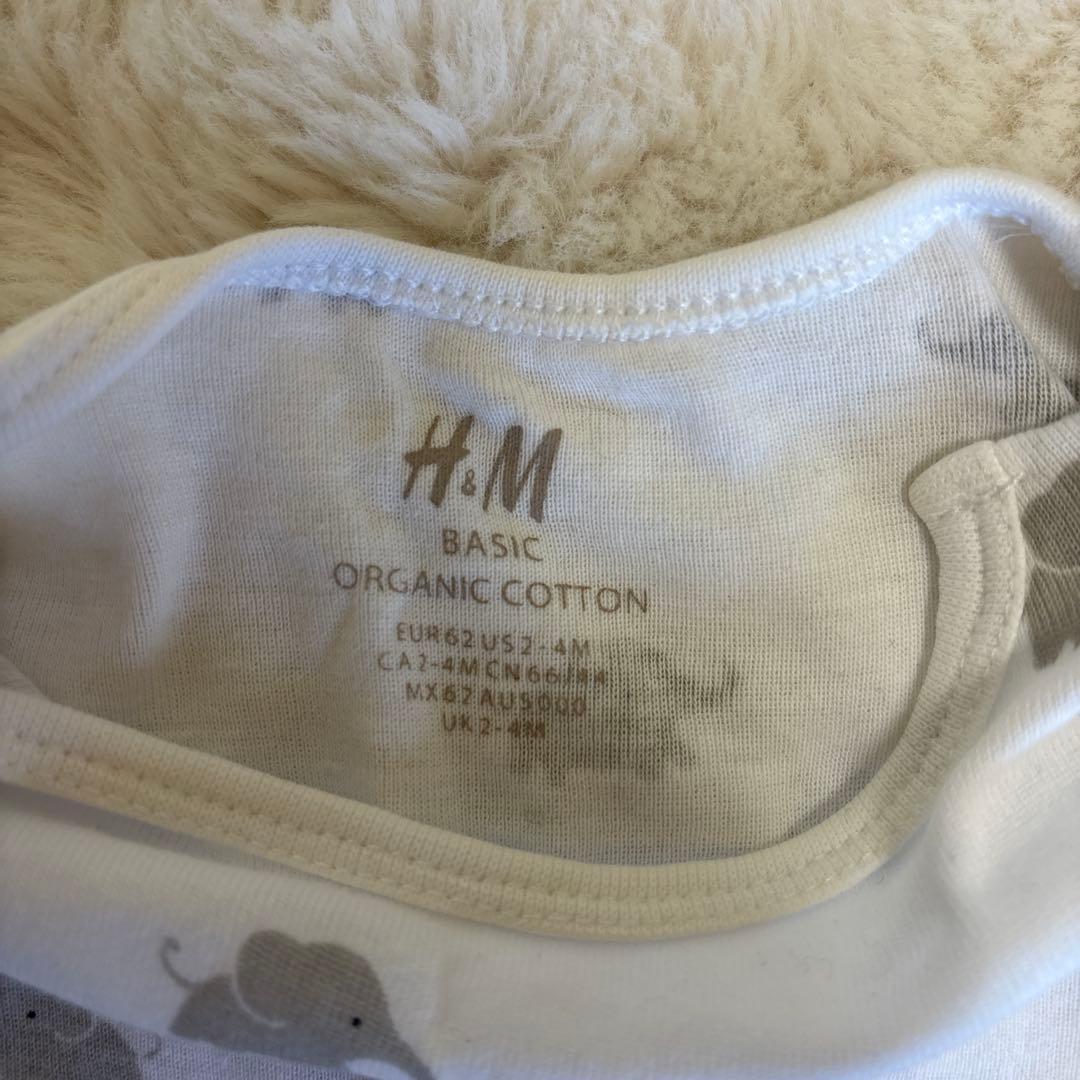 H&M
BASIC
ORGANIC COTTON
EUR62 US2-4M
CA2-4M CN66/44
MX62 AUS000
UK2-4M